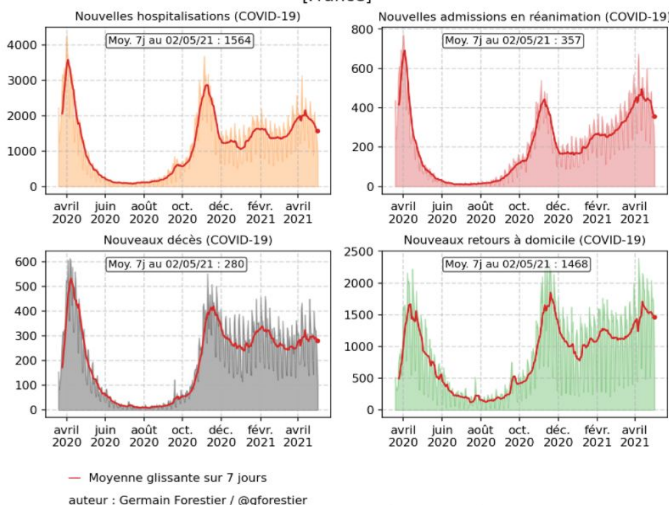 [France]
Nouvelles hospitalisations (COVID-19)
Moy. 7j au 02/05/21 : 1564
4000
3000
2000
1000
0
avril 2020
juin
août
oct.
déc.
févr. 2021
avril 2021
Nouvelles admissions en réanimation (COVID-19)
Moy. 7j au 02/05/21 : 357
800
600
400
200
0
avril 2020
juin 2020
août 2020
oct. 2020
déc. 2020
févr. 2021
avril 2021
Nouveaux décès (COVID-19)
Moy. 7j au 02/05/21 : 280
600
500
400
300
200
100
0
avril 2020
juin 2020
août 2020
oct. 2020
déc. 2020
févr. 2021
avril 2021
Nouveaux retours à domicile (COVID-19)
Moy. 7j au 02/05/21 : 1468
2500
2000
1500
1000
500
0
avril 2020
juin 2020
août 2020
oct. 2020
déc. 2020
févr. 2021
avril 2021
Moyenne glissante sur 7 jours
auteur : Germain Forestier / @gforestier